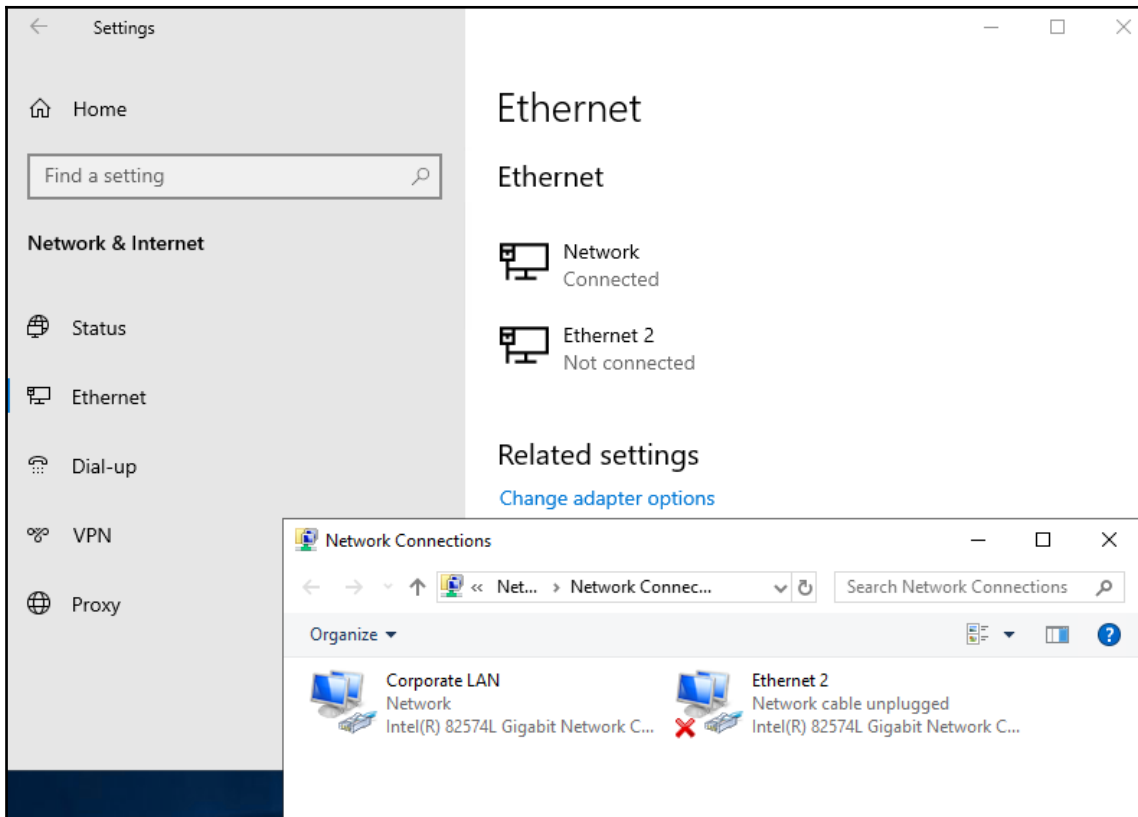 Settings
Home
Find a setting
Network & Internet
Status
Ethernet
Dial-up
VPN
Proxy
Ethernet
Ethernet
Network
Connected
Ethernet 2
Not connected
Related settings
Change adapter options
Network Connections
« Net... › Network Connec...
Search Network Connections
Organize
Corporate LAN
Network
Intel(R) 82574L Gigabit Network C...
Ethernet 2
Network cable unplugged
Intel(R) 82574L Gigabit Network C...